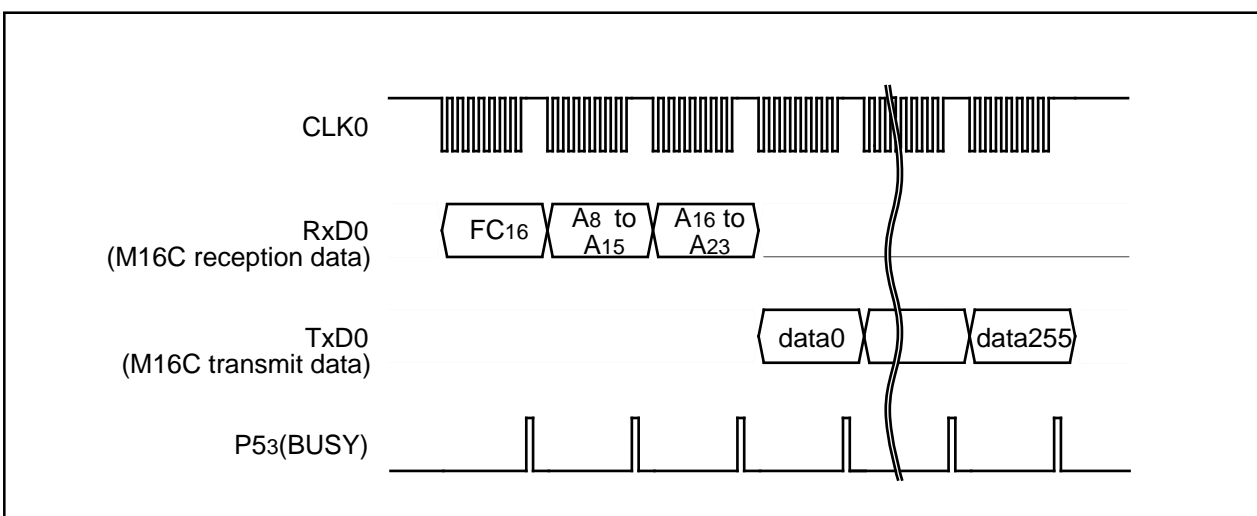 CLK0
RxD0
(M16C reception data)
FC16
A8 to
A15
A16 to
A23
TxD0
(M16C transmit data)
data0
data255
P53(BUSY)